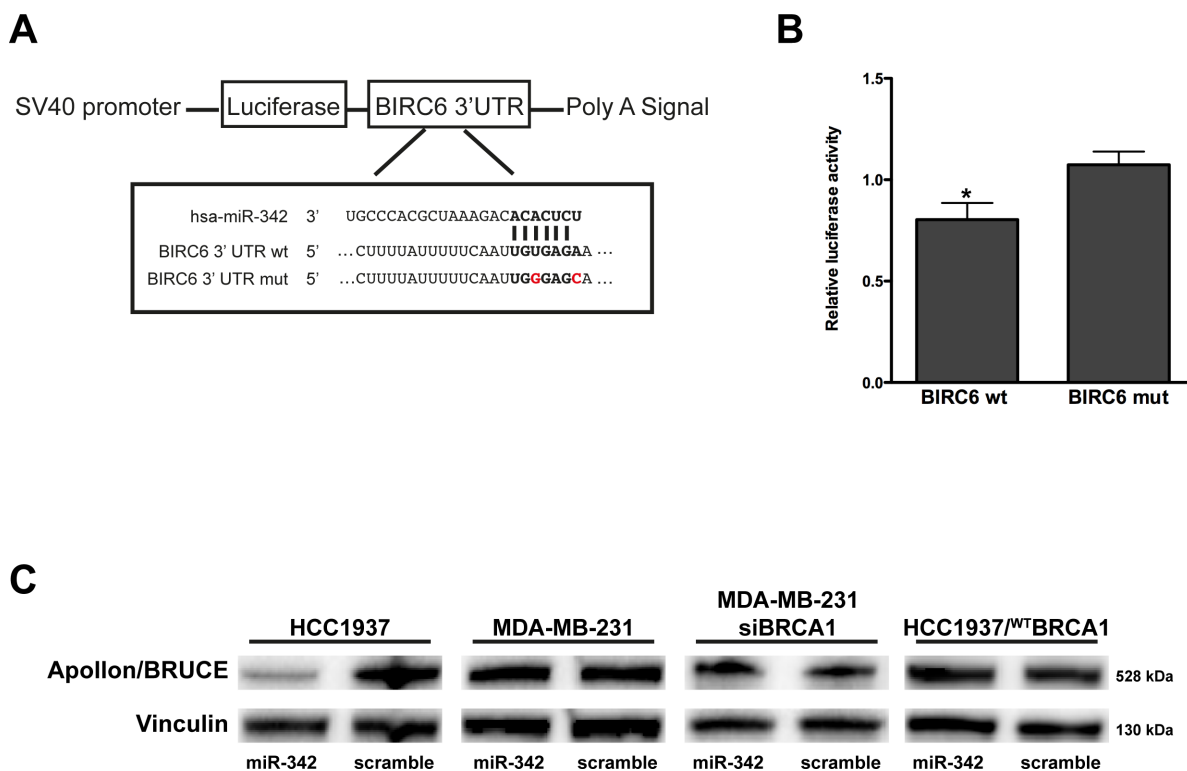 A
SV40 promoter Luciferase BIRC6 3’UTR Poly A Signal
hsa-miR-342 3’ UGCCCACGCUAAAGACACACUCU
BIRC6 3’ UTR wt 5’ ...CUUUUAUUUUUCAAUUGUGAGAA ...
BIRC6 3’ UTR mut 5’ ...CUUUUAUUUUUCAAUUGGGAGCA ...
B
Relative luciferase activity
1.5
1.0
0.5
0.0
*
BIRC6 wt BIRC6 mut
C
HCC1937 MDA-MB-231 MDA-MB-231 siBRCA1 HCC1937/WTBRCA1
Apollon/BRUCE 528 kDa
Vinculin 130 kDa
miR-342 scramble miR-342 scramble miR-342 scramble miR-342 scramble